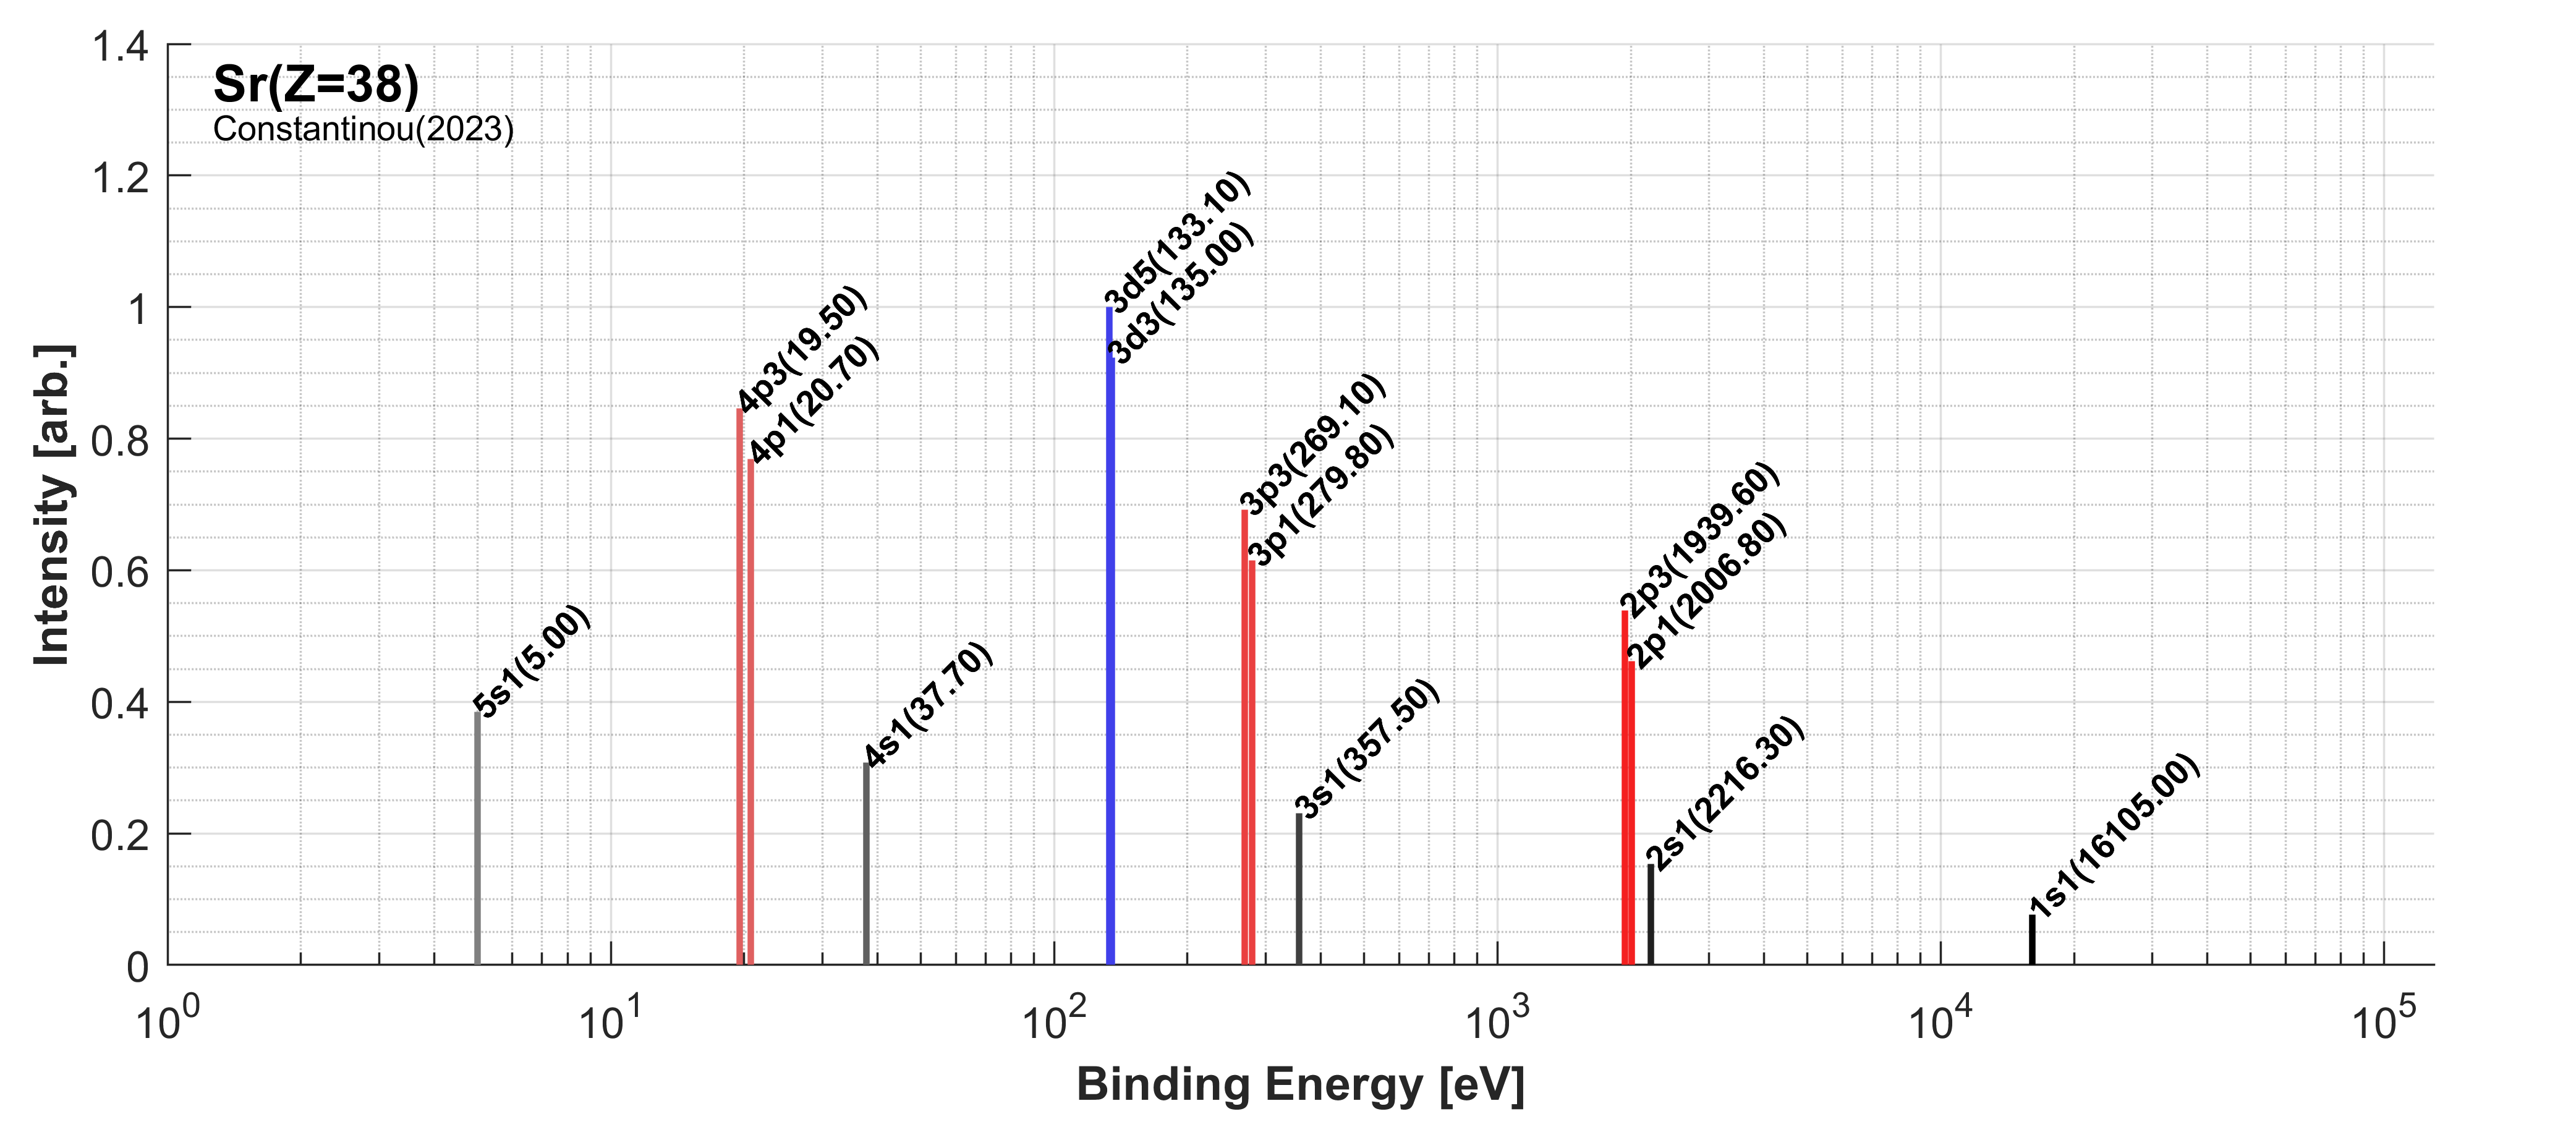 Sr(Z=38)
Constantinou(2023)
Intensity [arb.]
1.4
1.2
1
0.8
0.6
0.4
0.2
0
5s1(5.00)
4p3(19.50)
4p1(20.70)
4s1(37.70)
3d5(133.10)
3d3(135.00)
3p3(269.10)
3p1(279.80)
3s1(357.50)
2p3(1939.60)
2p1(2006.80)
2s1(2216.30)
1s1(16105.00)
10^0 10^1 10^2 10^3 10^4 10^5
Binding Energy [eV]